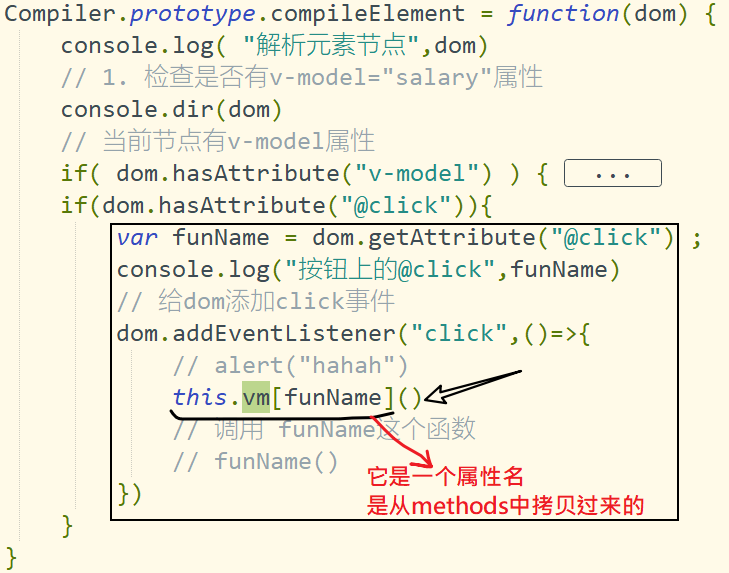 Compiler.prototype.compileElement = function(dom) {
console.log( "解析元素节点",dom)
// 1. 检查是否有v-model="salary"属性
console.dir(dom)
// 当前节点有v-model属性
if( dom.hasAttribute("v-model") ) { ...
if(dom.hasAttribute("@click")){
var funName = dom.getAttribute("@click") ;
console.log("按钮上的@click",funName)
// 给dom添加click事件
dom.addEventListener("click",()=>{
// alert("hahah")
this.vm[funName]()
// 调用 funName这个函数
// funName()
它是一个属性名
是从methods中拷贝过来的
})
}
}